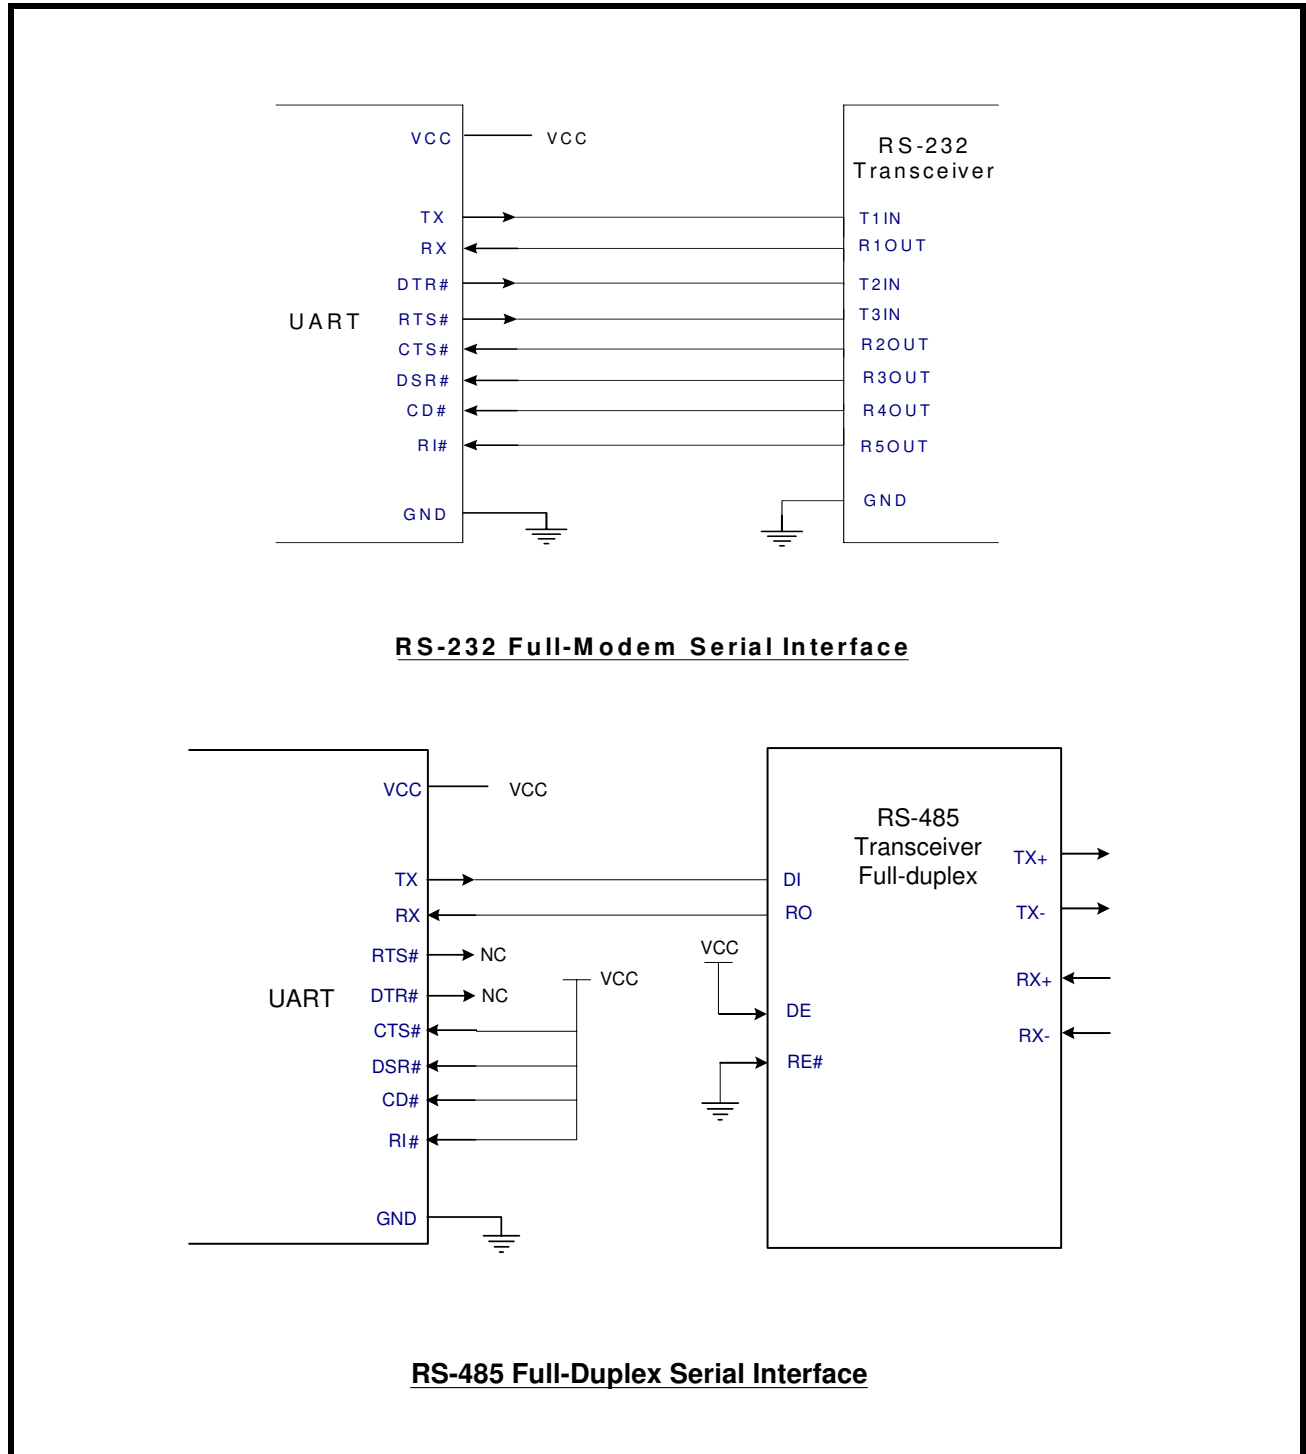 VCC
VCC
RS-232
Transceiver
TX
T1IN
RX
R1OUT
DTR#
T2IN
UART
RTS#
T3IN
CTS#
R2OUT
DSR#
R3OUT
CD#
R4OUT
RI#
R5OUT
GND
GND
RS-232 Full-Modem Serial Interface
VCC
VCC
RS-485
Transceiver
Full-duplex
TX+
TX
DI
RX
RO
TX-
RTS#
NC
VCC
VCC
RX+
UART
DTR#
NC
DE
CTS#
RX-
DSR#
RE#
CD#
RI#
GND
RS-485 Full-Duplex Serial Interface